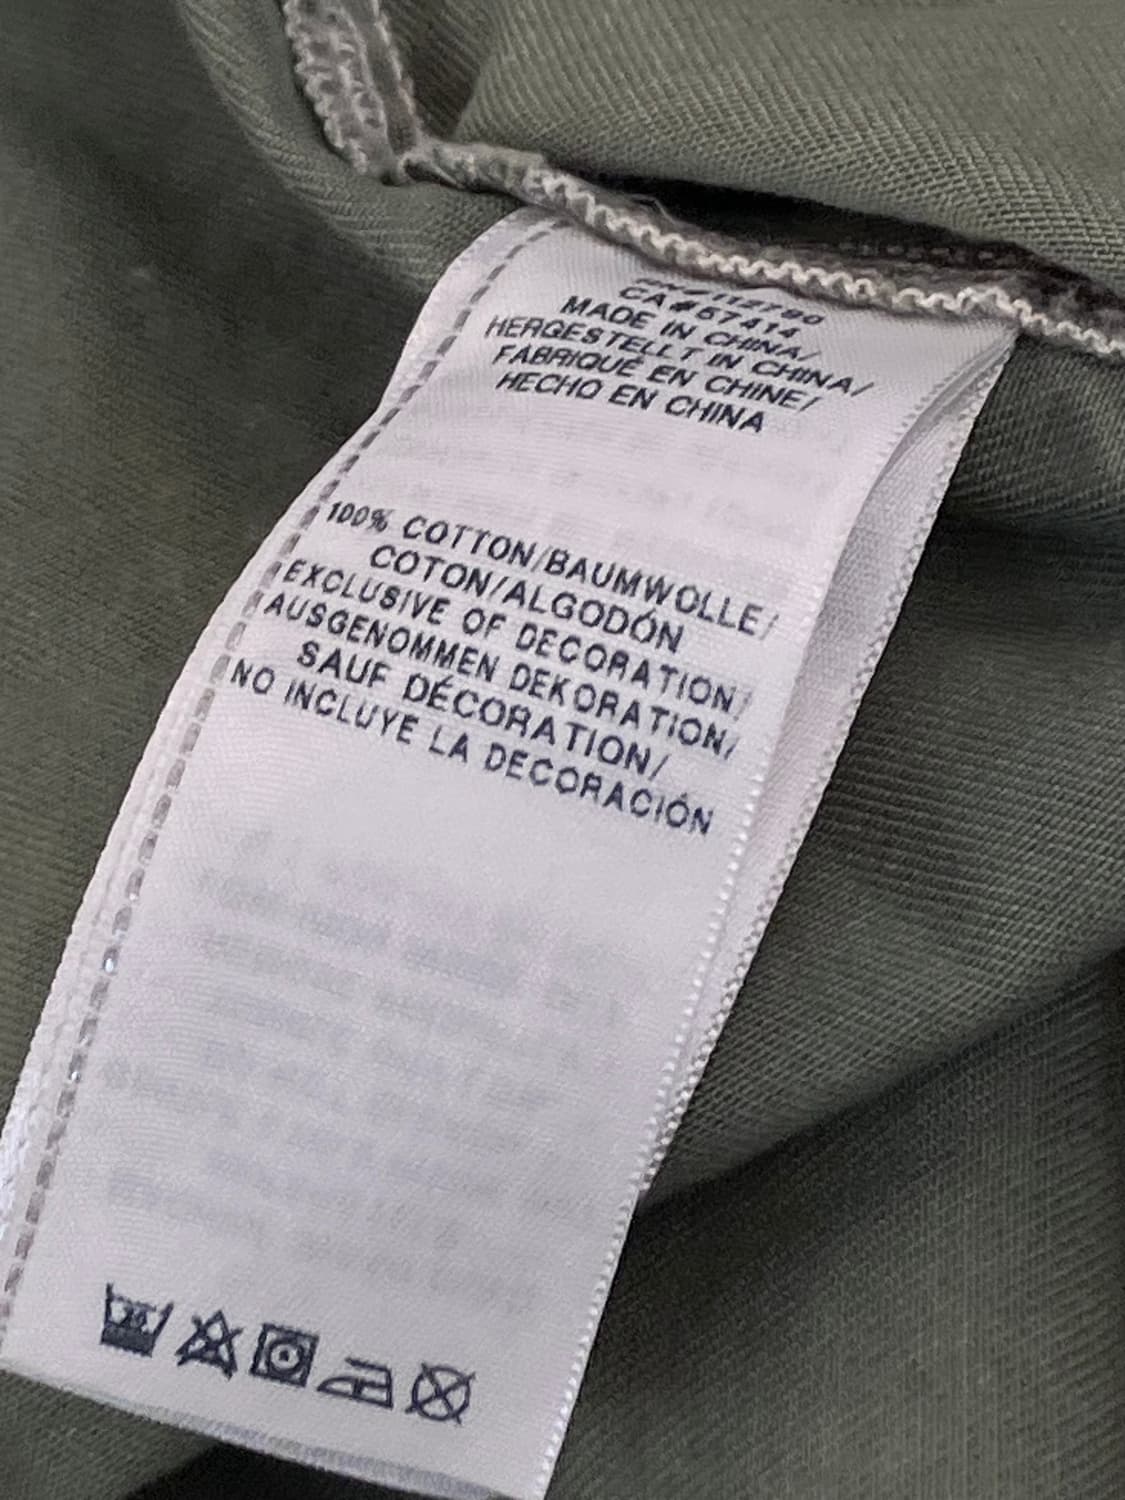 CA#57414
MADE IN CHINA/
HERGESTELLT IN CHINA/
FABRIQUÉ EN CHINE/
HECHO EN CHINA
100% COTTON/BAUMWOLLE/
COTON/ALGODÓN
EXCLUSIVE OF DECORATION/
AUSGENOMMEN DEKORATION/
SAUF DÉCORATION/
NO INCLUYE LA DECORACIÓN